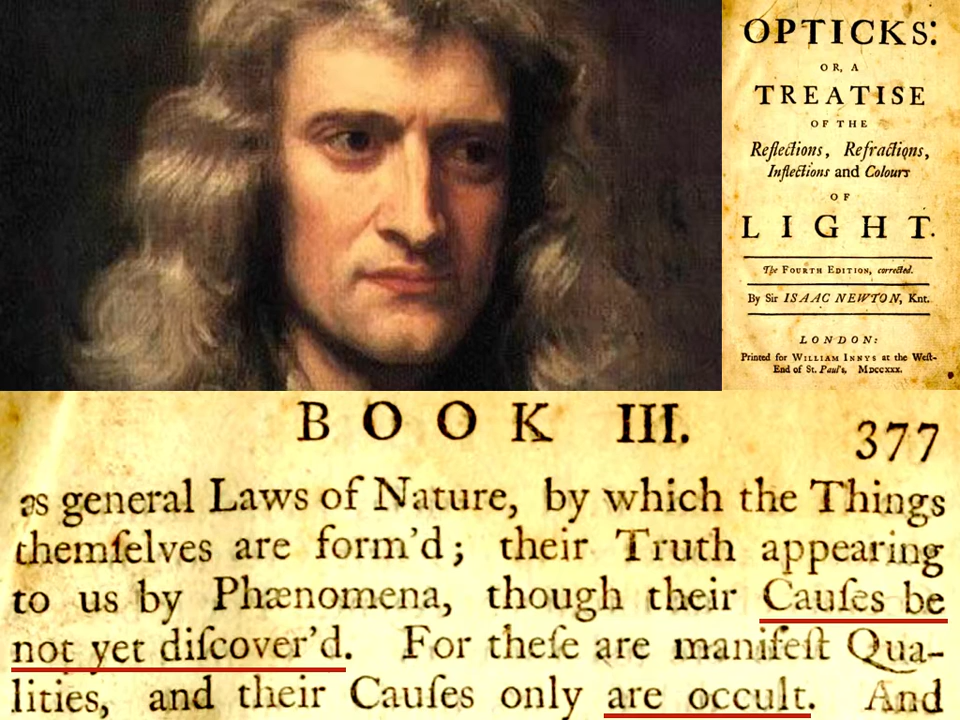 OPTICKS:
OR, A
TREATISE
OF THE
Reflections, Refractions,
Inflections and Colours
OF
LIGHT.
The FOURTH EDITION, corrected.
By Sir ISAAC NEWTON, Knt.
LONDON:
Printed for WILLIAM INNYS at the Weſt-
End of St. Paul's, MDCCXXX.
BOOK III. 377
as general Laws of Nature, by which the Things
themſelves are form'd; their Truth appearing
to us by Phænomena, though their Cauſes be
not yet diſcover'd. For theſe are manifeſt Qua-
lities, and their Cauſes only are occult. And